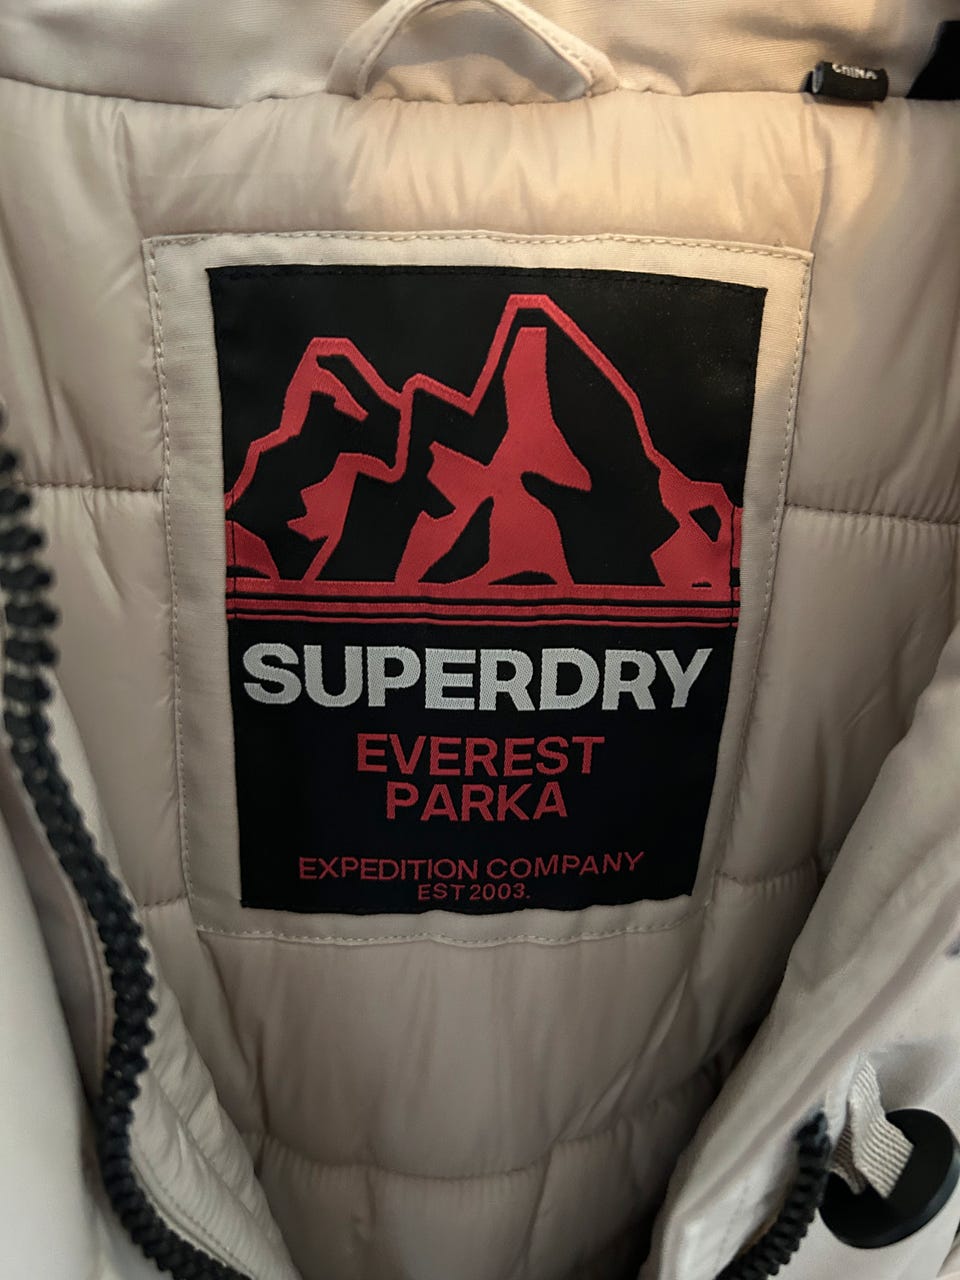 CHINA
SUPERDRY
EVEREST
PARKA
EXPEDITION COMPANY
EST 2003.